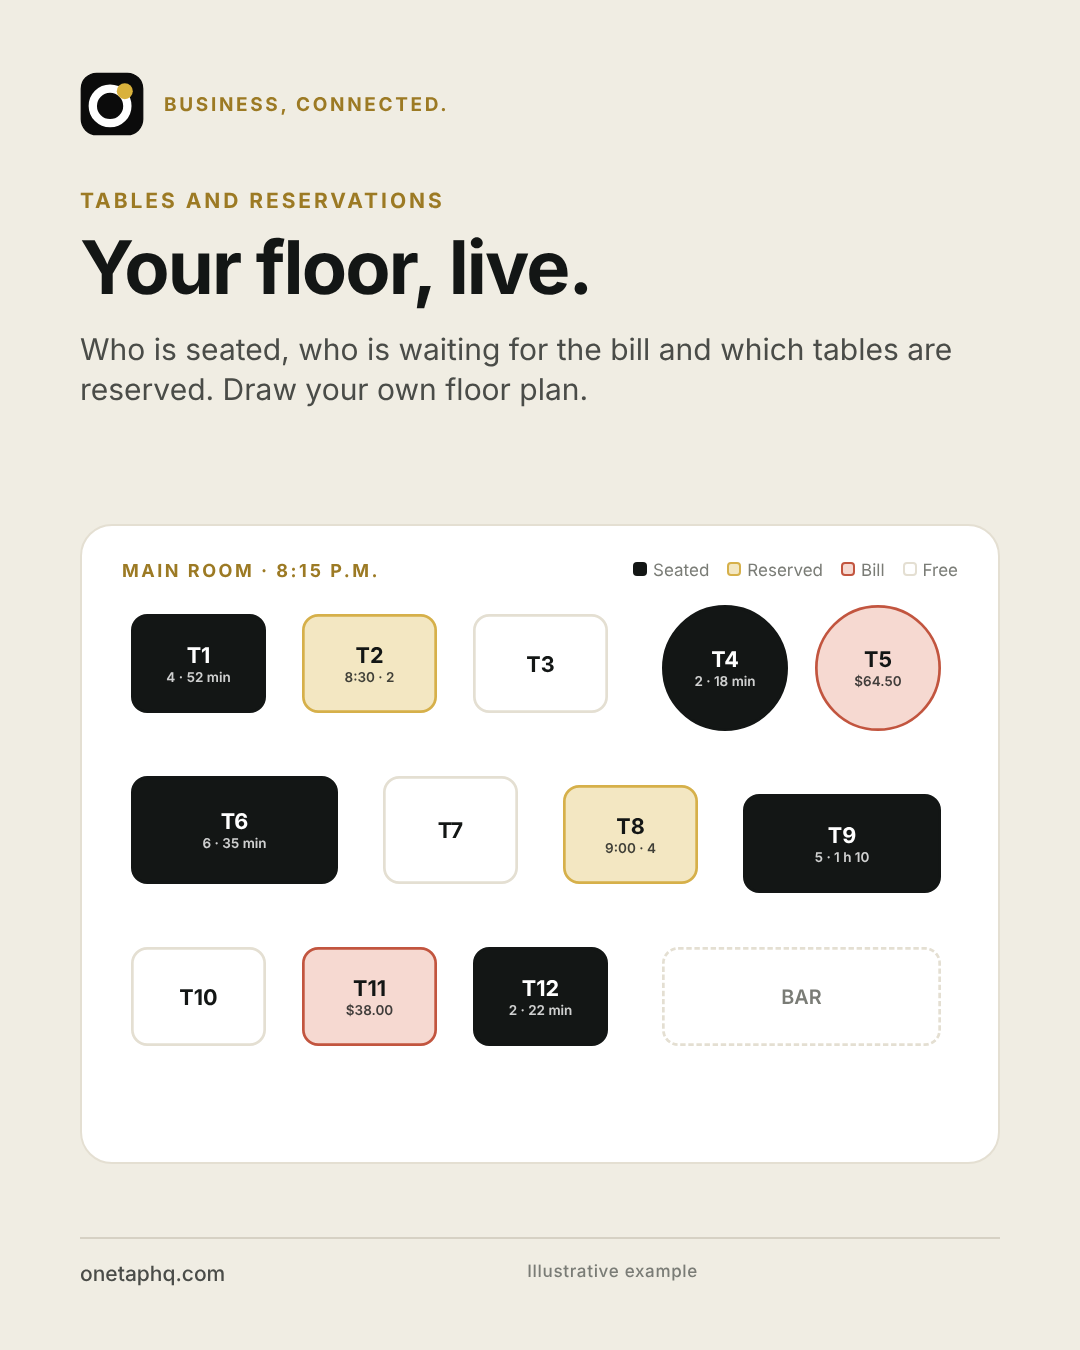 BUSINESS, CONNECTED.
TABLES AND RESERVATIONS
Your floor, live.
Who is seated, who is waiting for the bill and which tables are
reserved. Draw your own floor plan.
MAIN ROOM · 8:15 P.M.
Seated
Reserved
Bill
Free
T1
4 · 52 min
T2
8:30 · 2
T3
T4
2 · 18 min
T5
$64.50
T6
6 · 35 min
T7
T8
9:00 · 4
T9
5 · 1 h 10
T10
T11
$38.00
T12
2 · 22 min
BAR
onetaphq.com
Illustrative example